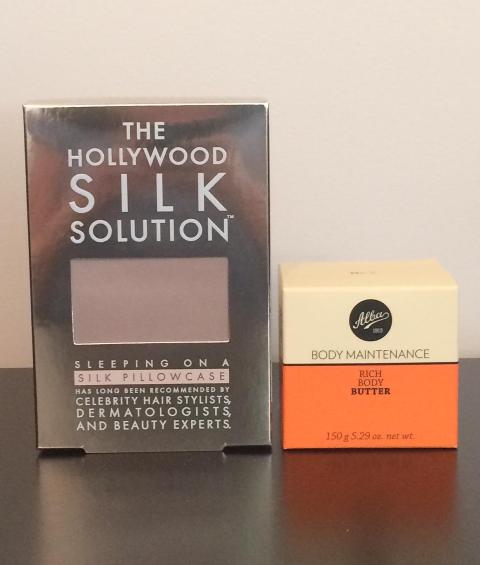 THE
HOLLYWOOD
SILK
SOLUTION™
SLEEPING ON A
SILK PILLOWCASE
HAS LONG BEEN RECOMMENDED BY
CELEBRITY HAIR STYLISTS,
DERMATOLOGISTS,
AND BEAUTY EXPERTS.
Alba
BODY MAINTENANCE
RICH
BODY
BUTTER
150 g 5.29 oz. net wt.